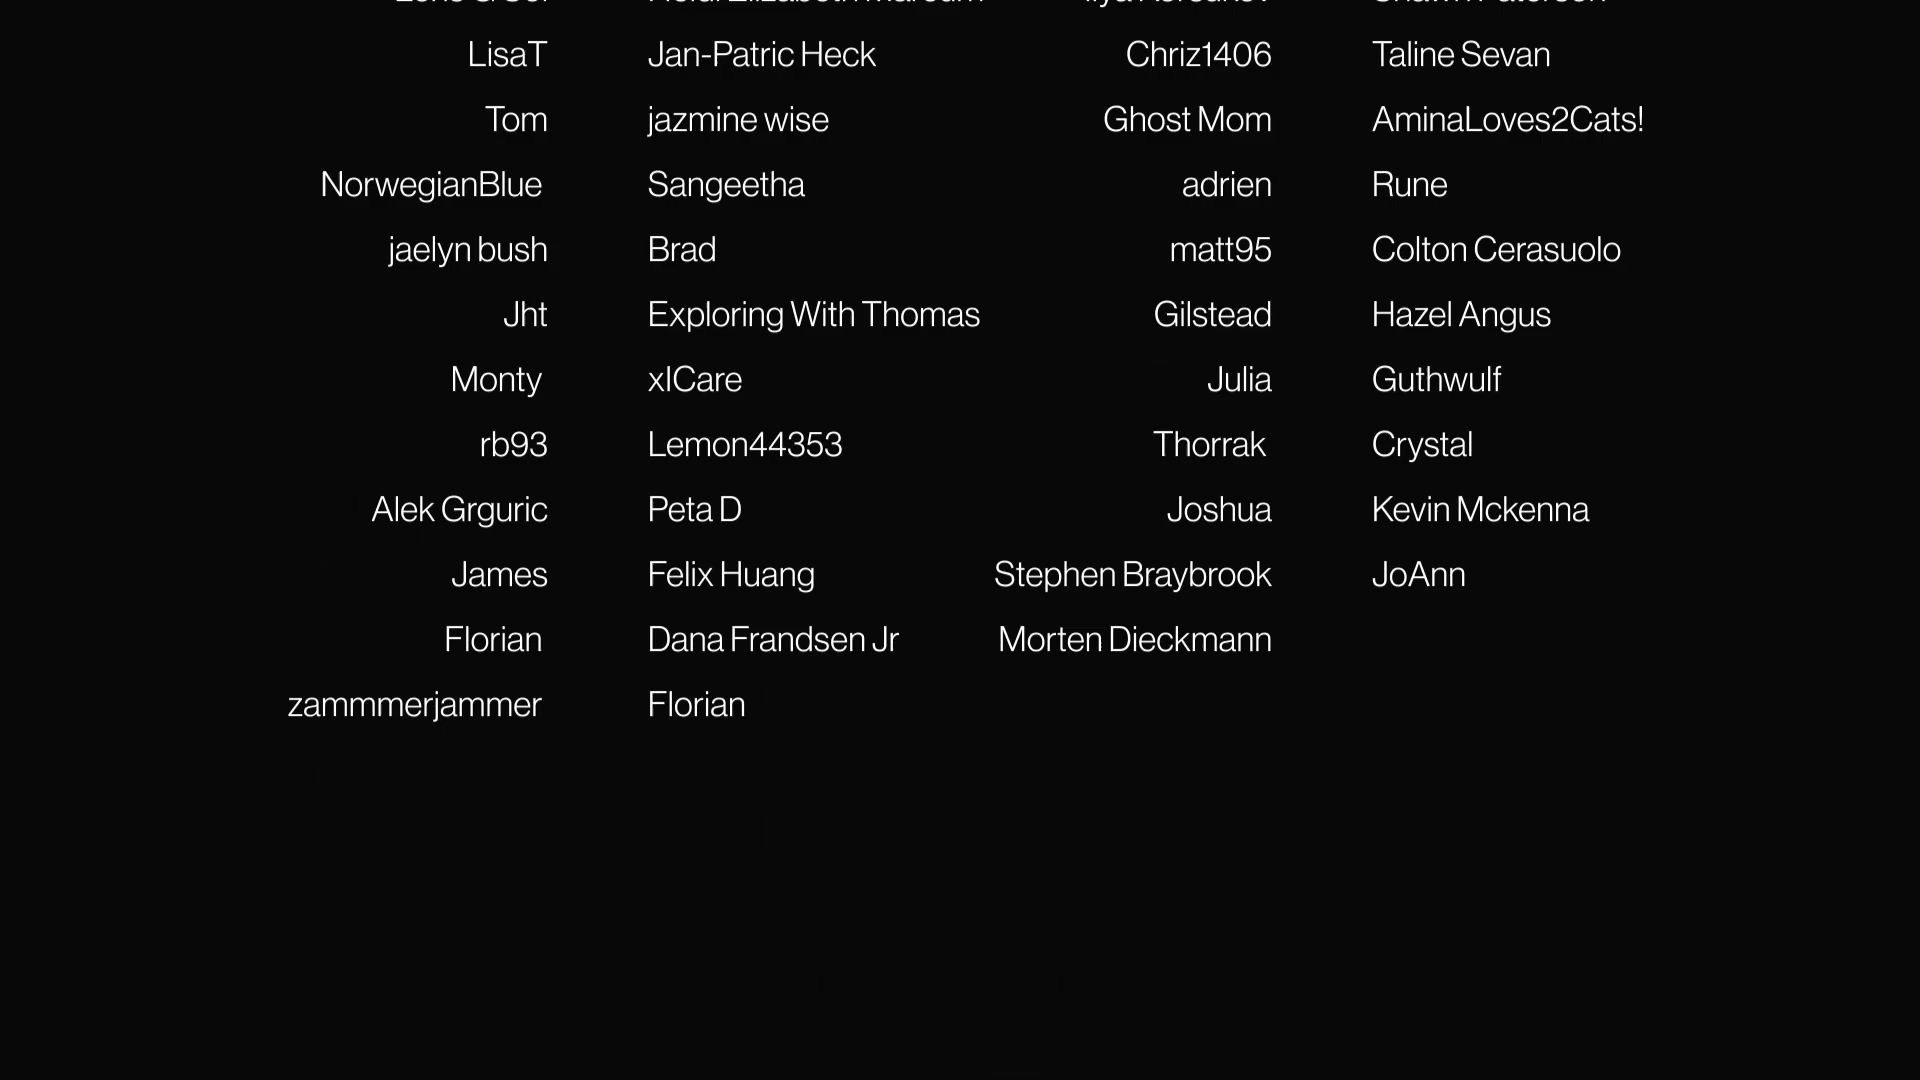 LisaT Jan-Patric Heck Chriz1406 Taline Sevan
Tom jazmine wise Ghost Mom AminaLoves2Cats!
NorwegianBlue Sangeetha adrien Rune
jaelyn bush Brad matt95 Colton Cerasuolo
Jht Exploring With Thomas Gilstead Hazel Angus
Monty xICare Julia Guthwulf
rb93 Lemon44353 Thorrak Crystal
Alek Grguric Peta D Joshua Kevin Mckenna
James Felix Huang Stephen Braybrook JoAnn
Florian Dana Frandsen Jr Morten Dieckmann
zammmerjammer Florian